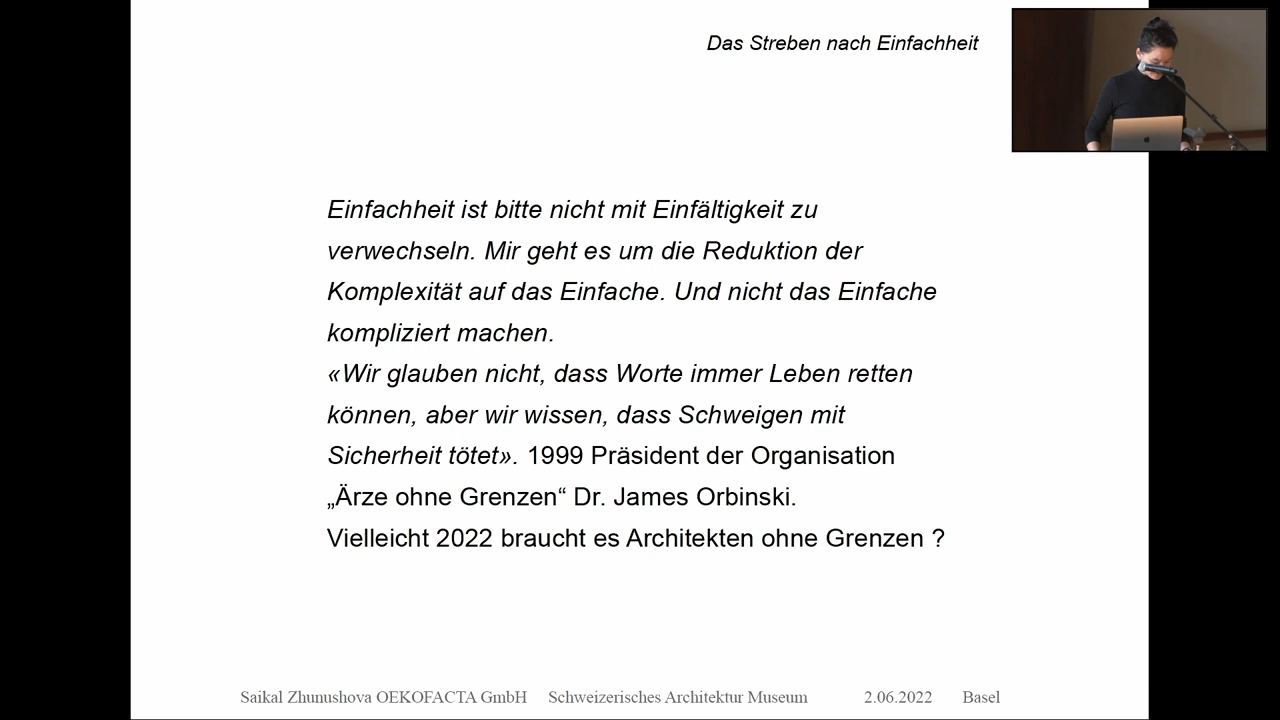 Das Streben nach Einfachheit
Einfachheit ist bitte nicht mit Einfältigkeit zu
verwechseln. Mir geht es um die Reduktion der
Komplexität auf das Einfache. Und nicht das Einfache
kompliziert machen.
«Wir glauben nicht, dass Worte immer Leben retten
können, aber wir wissen, dass Schweigen mit
Sicherheit tötet». 1999 Präsident der Organisation
„Ärze ohne Grenzen“ Dr. James Orbinski.
Vielleicht 2022 braucht es Architekten ohne Grenzen ?
Saikal Zhunushova OEKOFACTA GmbH Schweizerisches Architektur Museum 2.06.2022 Basel